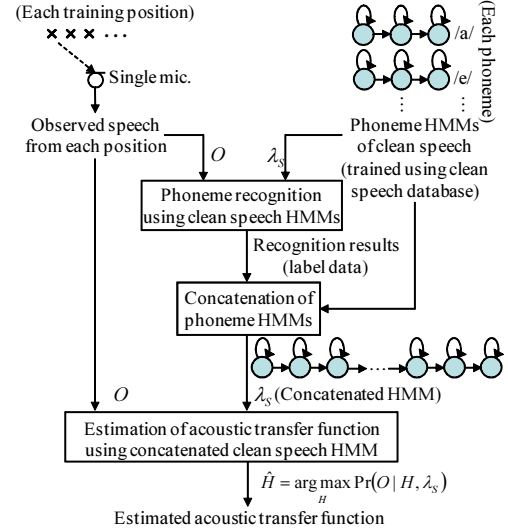 (Each training position)
× × × ...
Single mic.
/a/
/e/
(Each phoneme)
Observed speech
from each position
O
λS
Phoneme HMMs
of clean speech
(trained using clean
speech database)
Phoneme recognition
using clean speech HMMs
Recognition results
(label data)
Concatenation of
phoneme HMMs
O
λS (Concatenated HMM)
Estimation of acoustic transfer function
using concatenated clean speech HMM
Ĥ = arg max Pr(O | H, λS)
H
Estimated acoustic transfer function